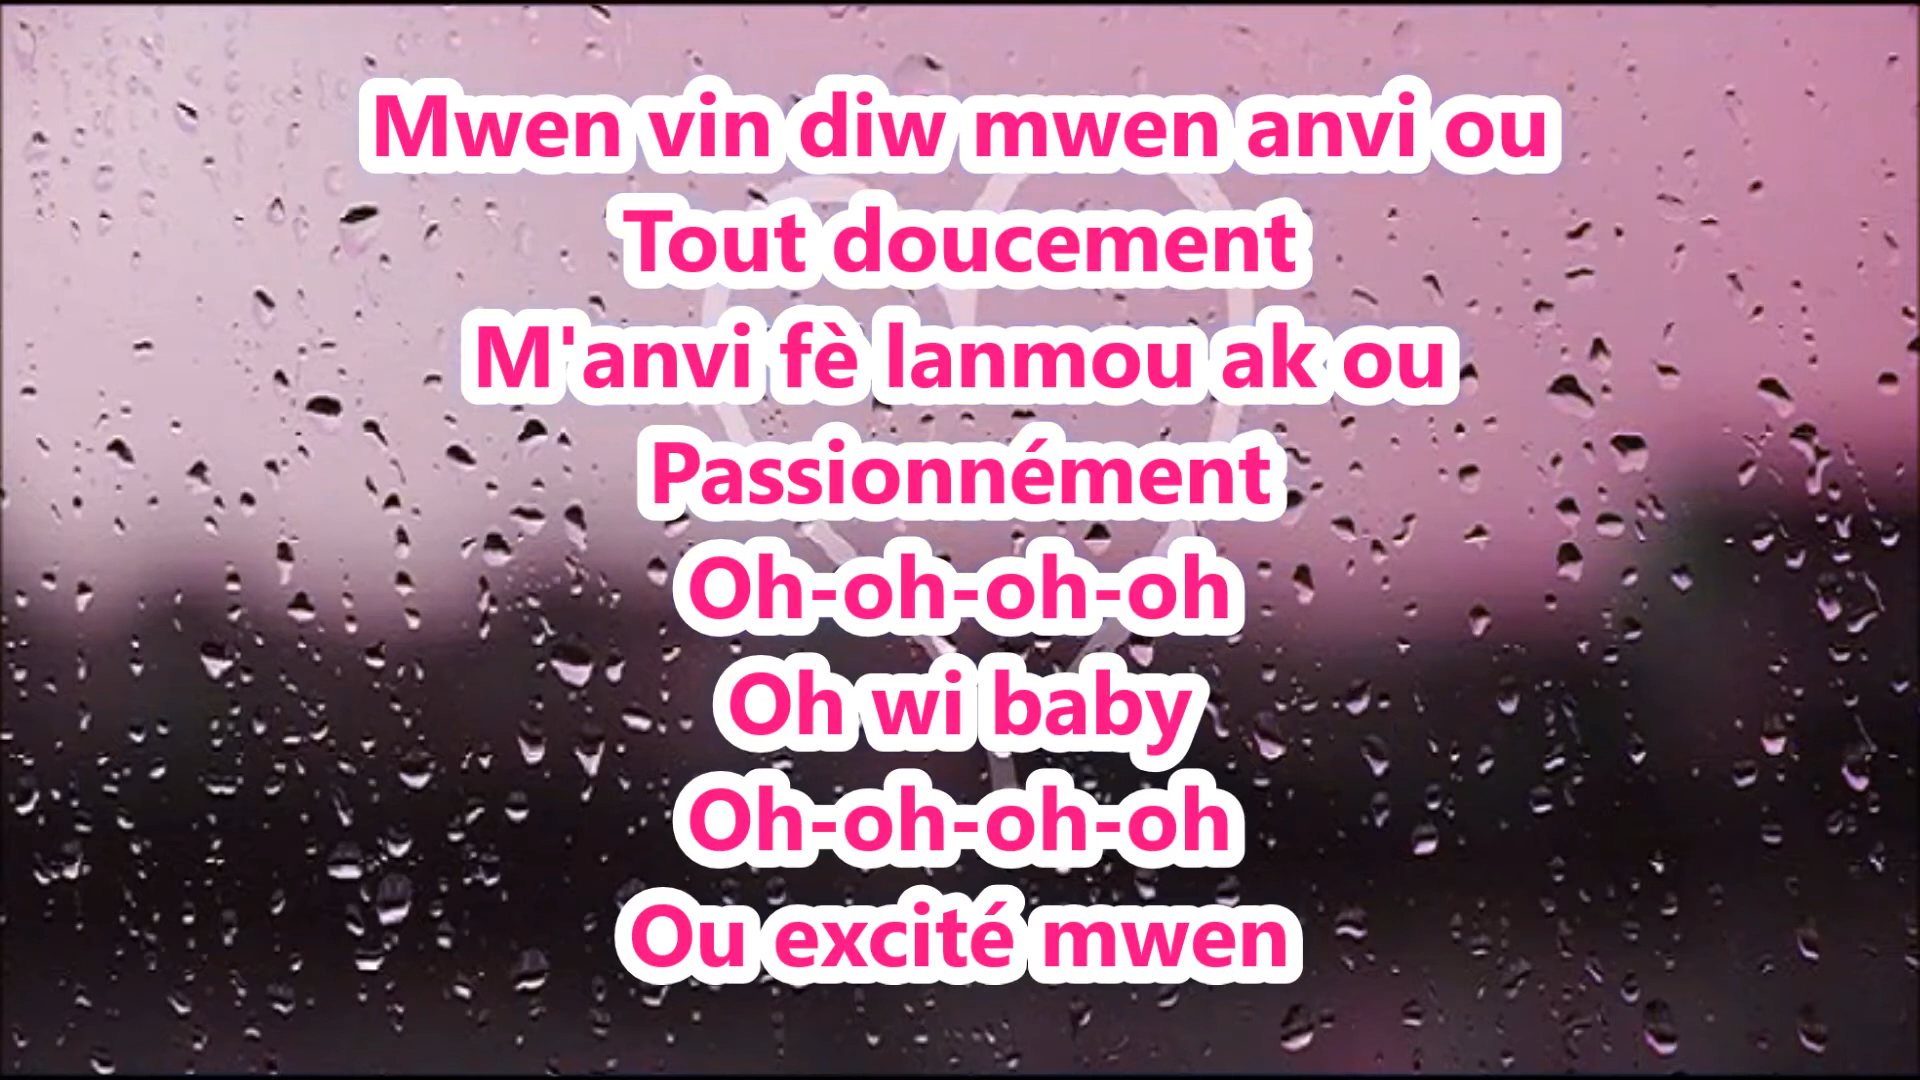 Mwen vin diw mwen anvi ou
Tout doucement
M'anvi fè lanmou ak ou
Passionnément
Oh-oh-oh-oh
Oh wi baby
Oh-oh-oh-oh
Ou excité mwen